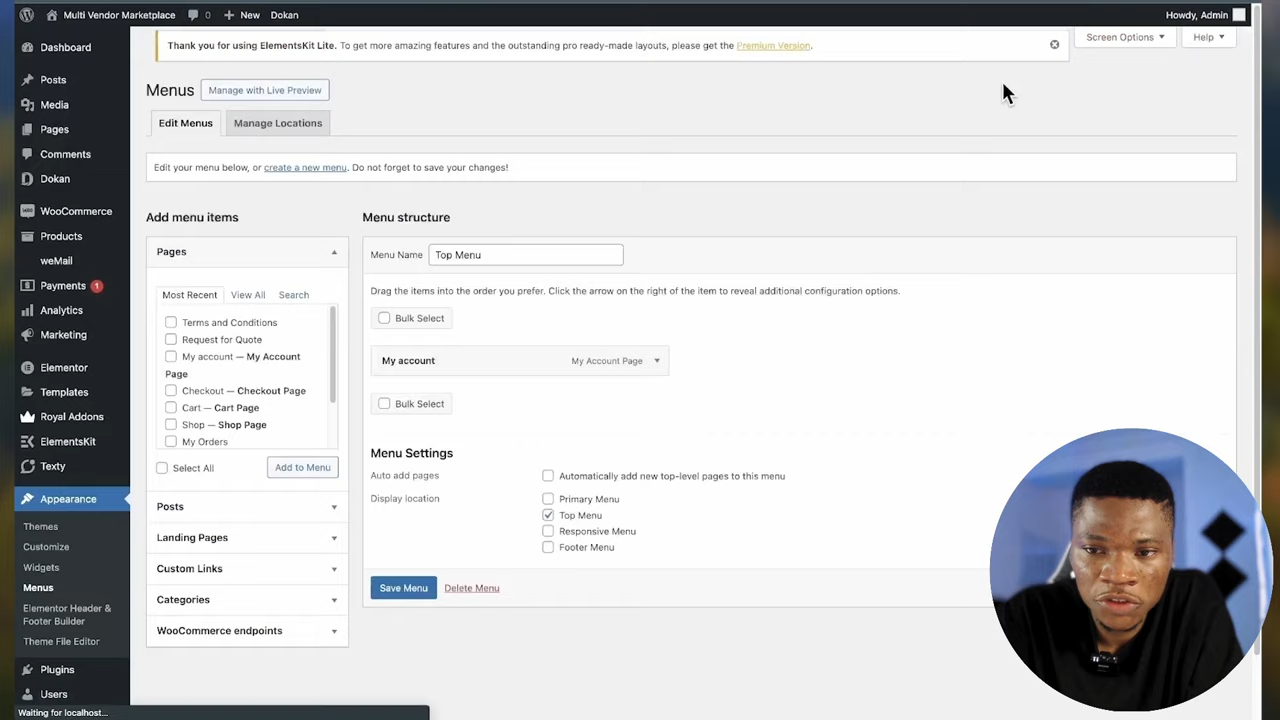 Multi Vendor Marketplace 0 New Dokan Howdy, Admin
Dashboard
Posts
Media
Pages
Comments
Dokan
WooCommerce
Products
weMail
Payments 1
Analytics
Marketing
Elementor
Templates
Royal Addons
ElementsKit
Texty
Appearance
Themes
Customize
Widgets
Menus
Elementor Header &
Footer Builder
Theme File Editor
Plugins
Users
Waiting for localhost...
Thank you for using ElementsKit Lite. To get more amazing features and the outstanding pro ready-made layouts, please get the Premium Version.
Screen Options Help
Menus Manage with Live Preview
Edit Menus Manage Locations
Edit your menu below, or create a new menu. Do not forget to save your changes!
Add menu items
Pages
Most Recent View All Search
Terms and Conditions
Request for Quote
My account — My Account
Page
Checkout — Checkout Page
Cart — Cart Page
Shop — Shop Page
My Orders
Select All Add to Menu
Posts
Landing Pages
Custom Links
Categories
WooCommerce endpoints
Menu structure
Menu Name Top Menu
Drag the items into the order you prefer. Click the arrow on the right of the item to reveal additional configuration options.
Bulk Select
My account My Account Page
Bulk Select
Menu Settings
Auto add pages Automatically add new top-level pages to this menu
Display location Primary Menu
Top Menu
Responsive Menu
Footer Menu
Save Menu Delete Menu